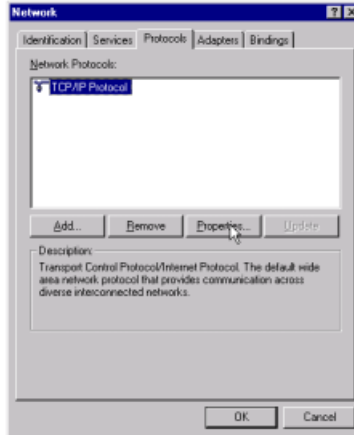 Network
Identification Services Protocols Adapters Bindings
Network Protocols:
TCP/IP Protocol
Add... Remove Properties... Update
Description:
Transport Control Protocol/Internet Protocol. The default wide
area network protocol that provides communication across
diverse interconnected networks.
OK Cancel